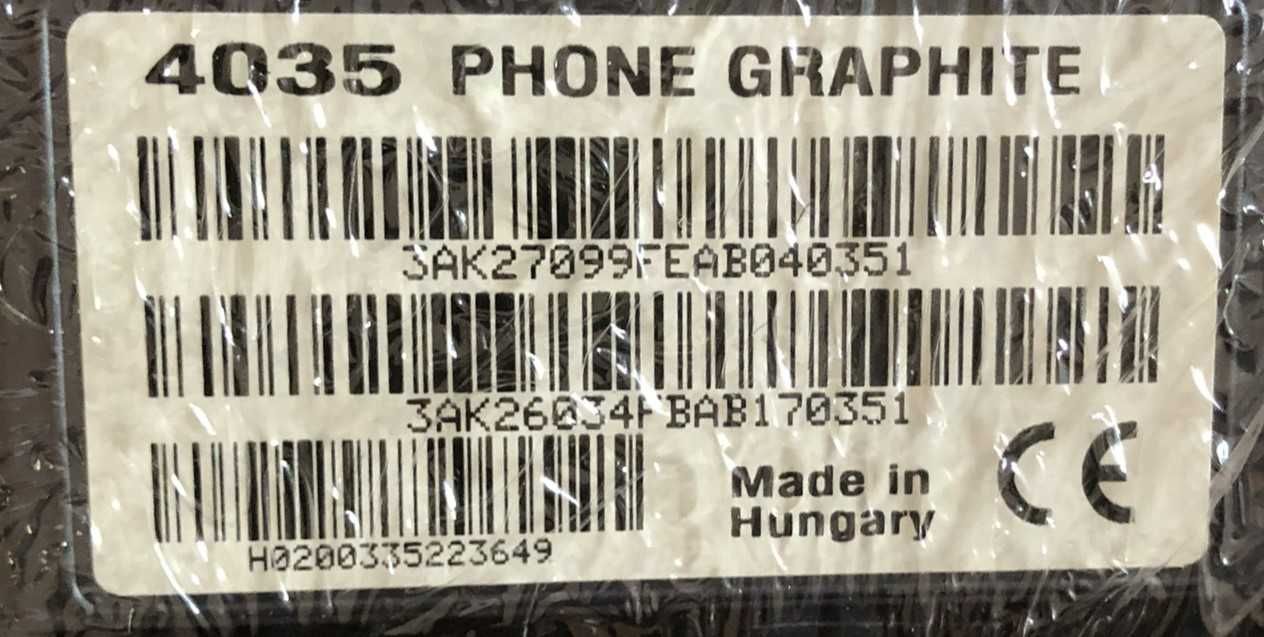 4035 PHONE GRAPHITE
3AK27099FEAB040351
3AK26034FBAB170351
Made in
Hungary
CE
H0200335223649